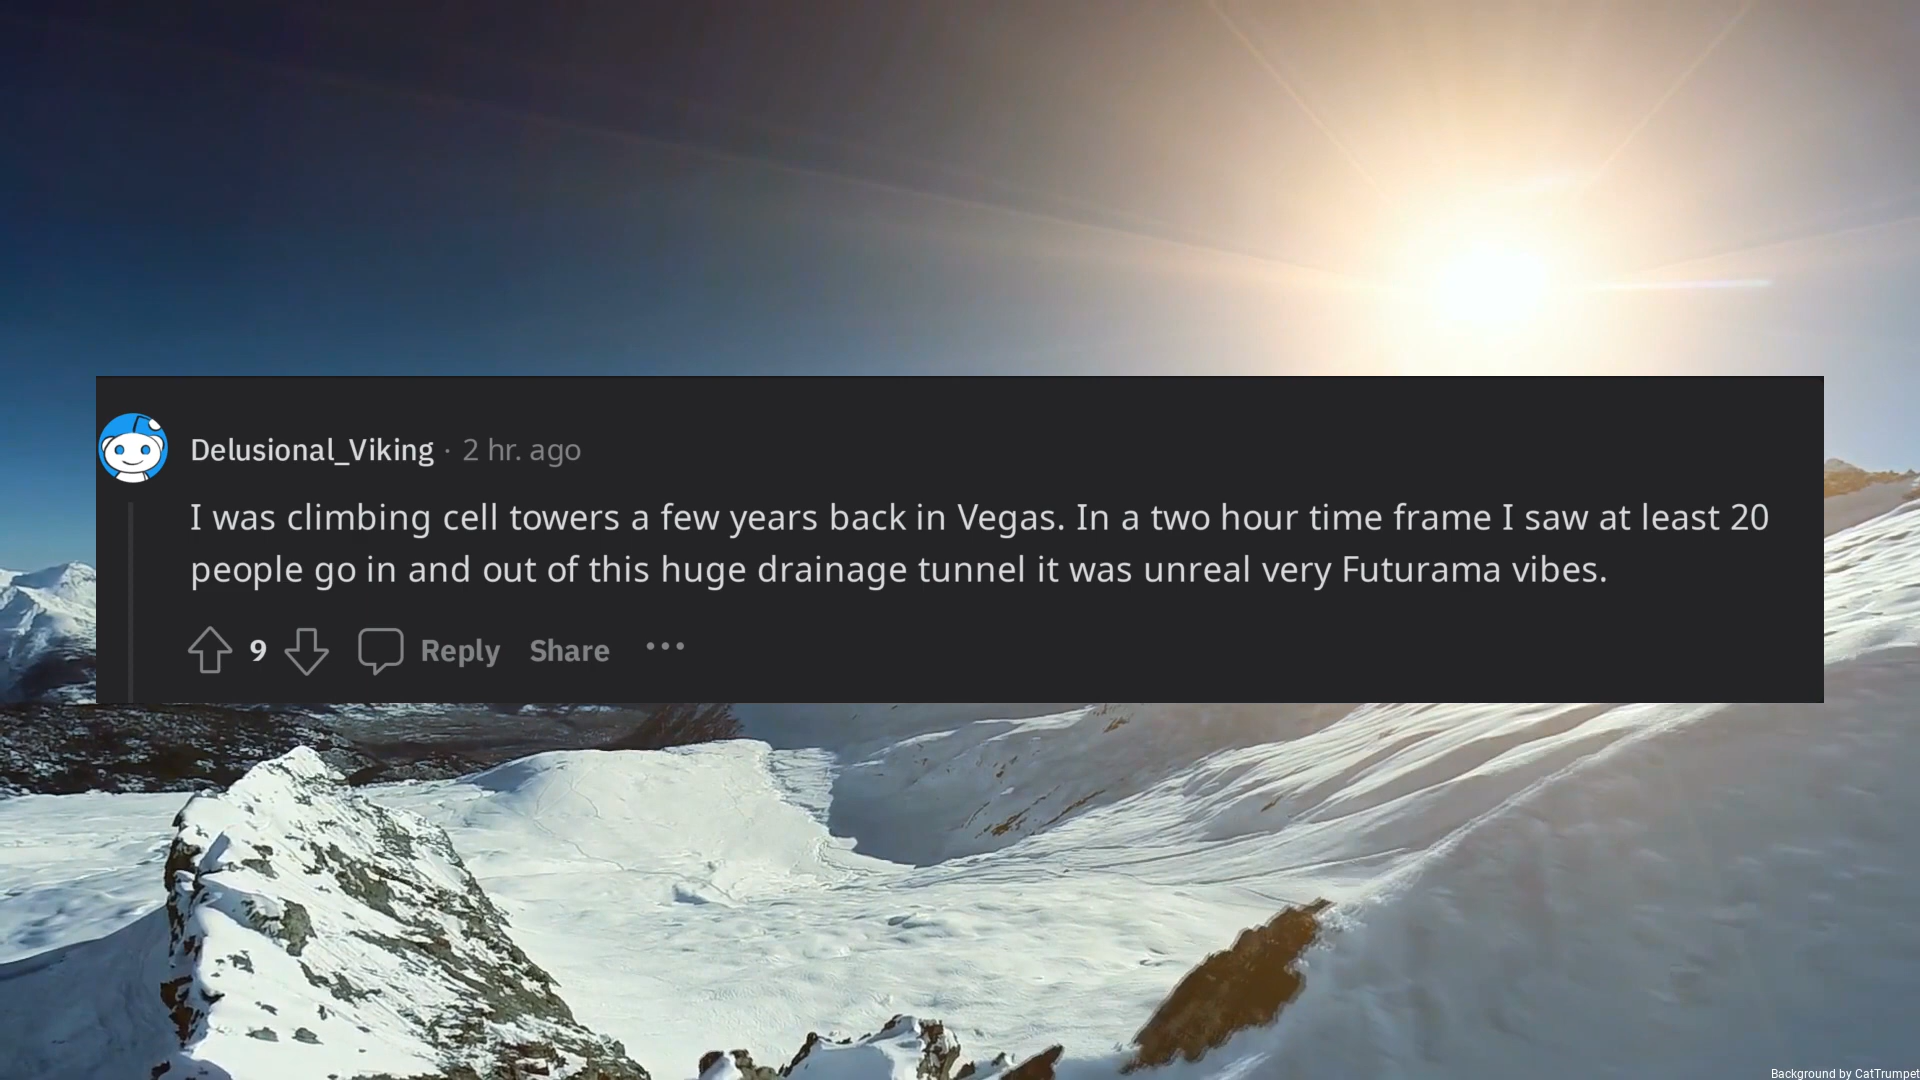 Delusional_Viking · 2 hr. ago
I was climbing cell towers a few years back in Vegas. In a two hour time frame I saw at least 20
people go in and out of this huge drainage tunnel it was unreal very Futurama vibes.
9 Reply Share ...
Background by CatTrumpet